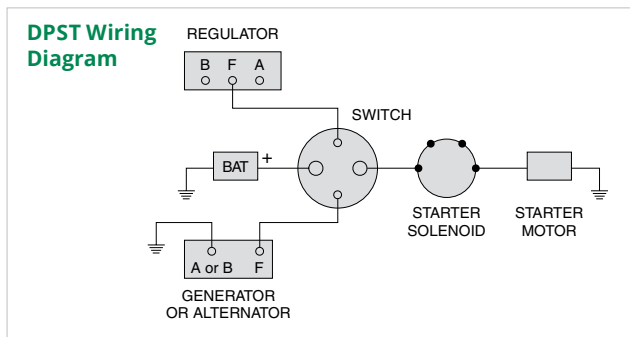 DPST Wiring
Diagram
REGULATOR
B F A
SWITCH
BAT +
STARTER
SOLENOID
STARTER
MOTOR
A or B F
GENERATOR
OR ALTERNATOR